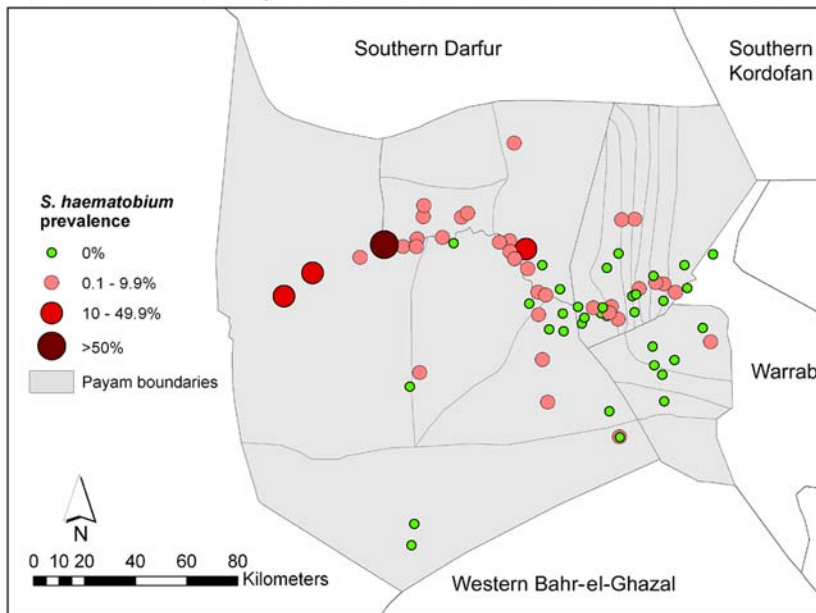 Southern Darfur
Southern
Kordofan
S. haematobium
prevalence
0%
0.1 - 9.9%
10 - 49.9%
>50%
Payam boundaries
Warrab
N
0 10 20 40 60 80
Kilometers
Western Bahr-el-Ghazal